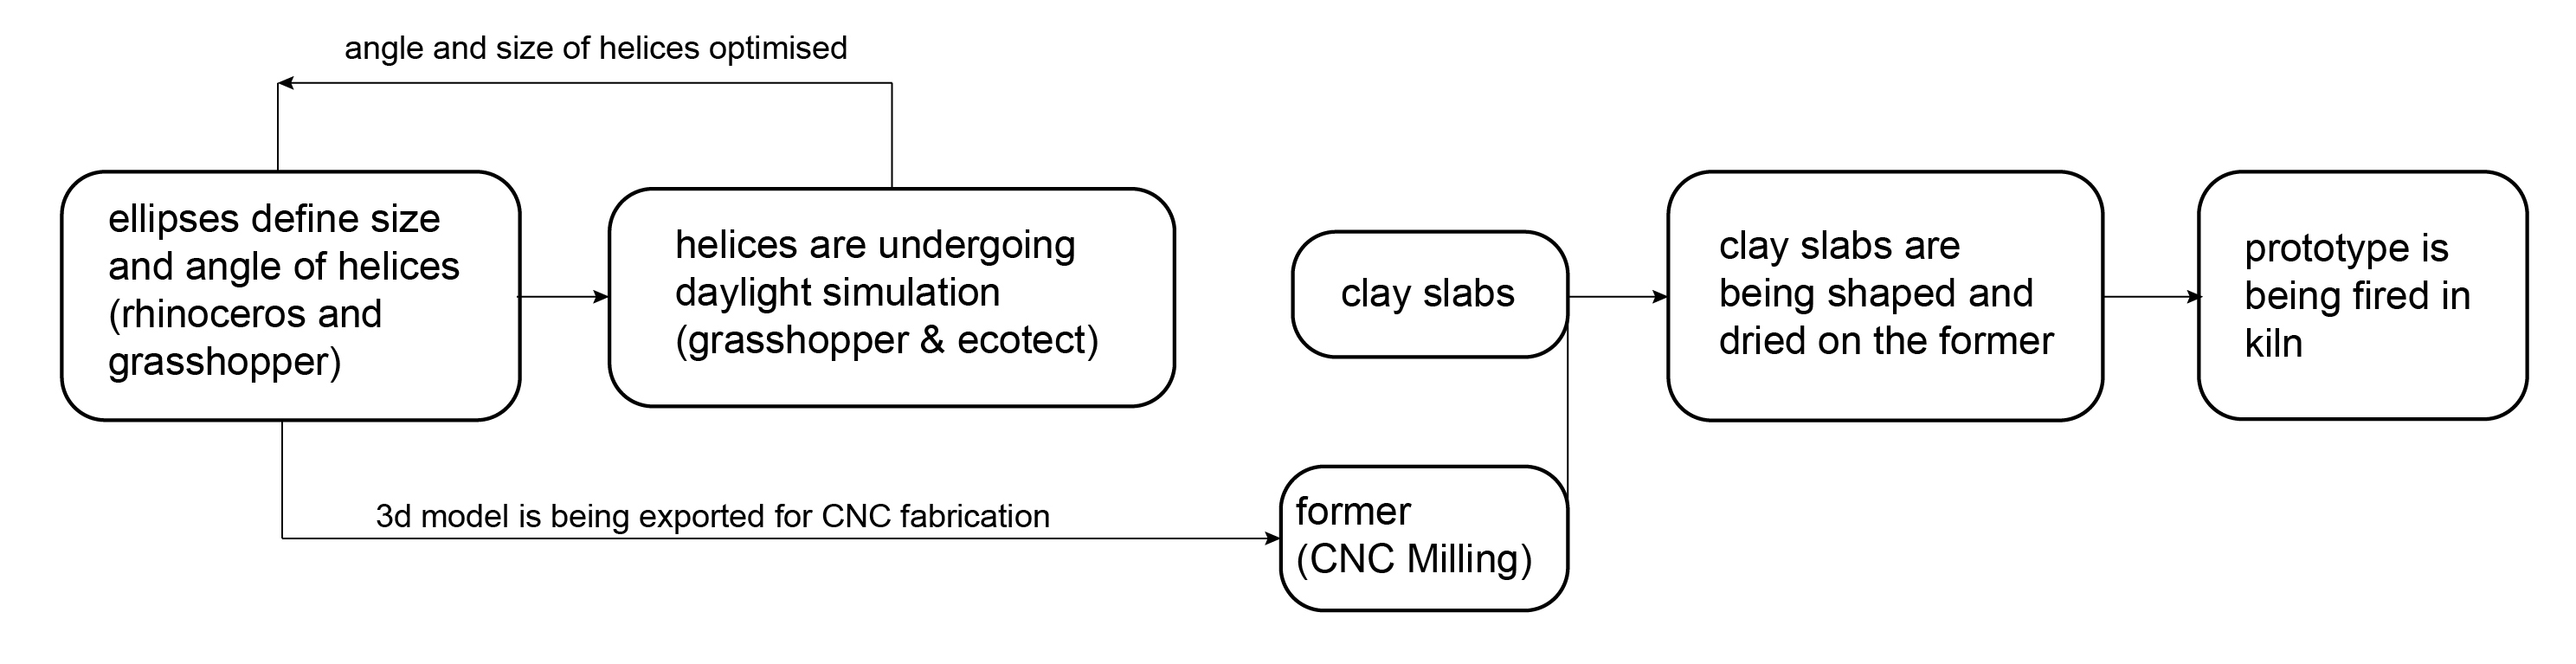 angle and size of helices optimised
ellipses define size
and angle of helices
(rhinoceros and
grasshopper)
helices are undergoing
daylight simulation
(grasshopper & ecotect)
clay slabs
clay slabs are
being shaped and
dried on the former
prototype is
being fired in
kiln
3d model is being exported for CNC fabrication
former
(CNC Milling)